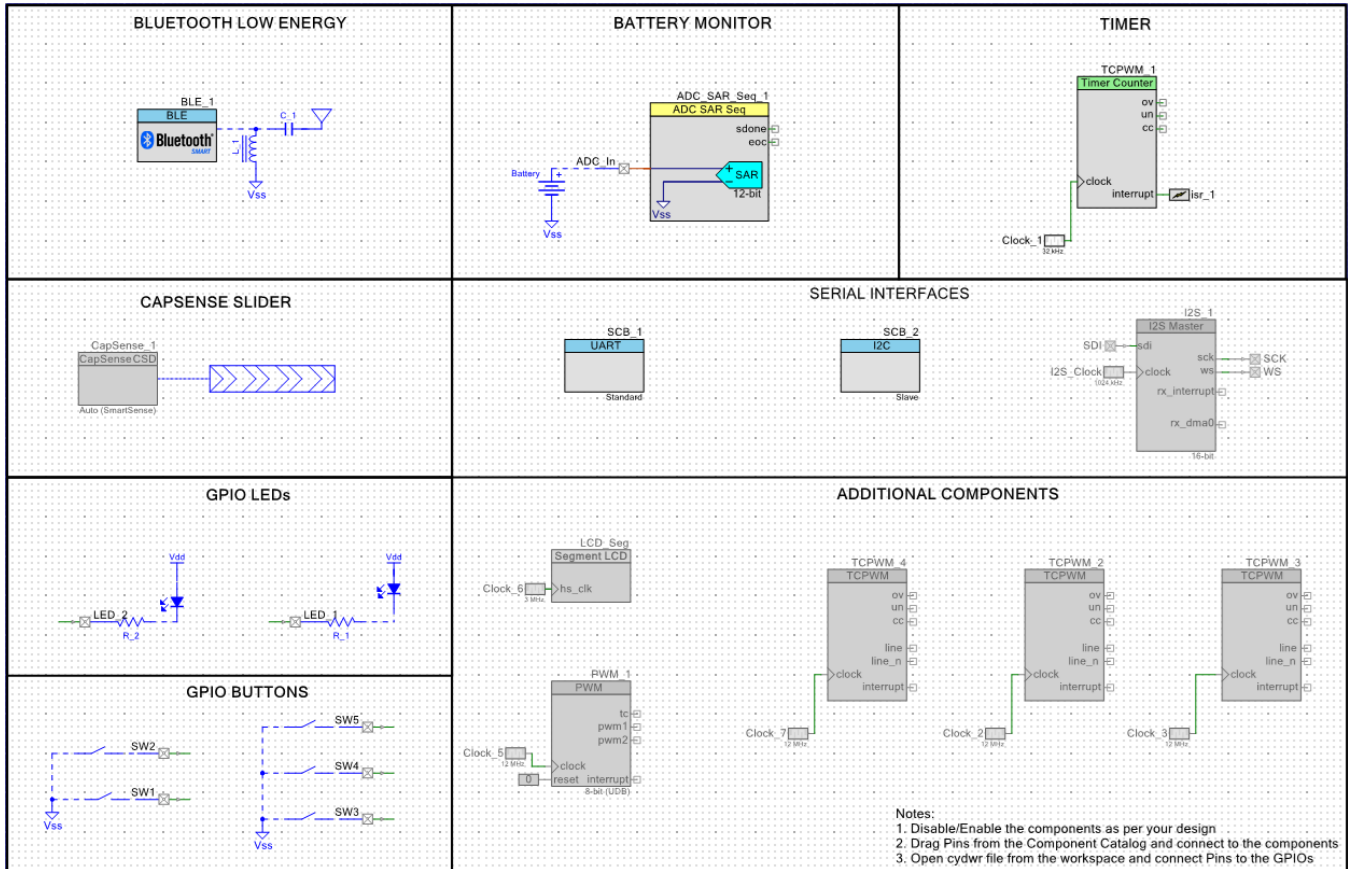 BLUETOOTH LOW ENERGY
BLE_1
BLE
Bluetooth
SMART
L_1
C_1
Vss
BATTERY MONITOR
ADC_SAR_Seq_1
ADC SAR Seq
sdone
eoc
ADC_In
Battery
+
+
SAR
−
12-bit
Vss
Vss
TIMER
TCPWM_1
Timer Counter
ov
un
cc
clock
interrupt
isr_1
Clock_1
32 kHz
CAPSENSE SLIDER
CapSense_1
CapSense CSD
Auto (SmartSense)
SERIAL INTERFACES
SCB_1
UART
Standard
SCB_2
I2C
Slave
I2S_1
I2S Master
SDI
sdi
sck
SCK
I2S_Clock
clock
ws
WS
1024 kHz
rx_interrupt
rx_dma0
16-bit
GPIO LEDs
Vdd
LED_2
R_2
Vdd
LED_1
R_1
GPIO BUTTONS
SW2
SW1
Vss
SW5
SW4
SW3
Vss
ADDITIONAL COMPONENTS
LCD_Seg
Segment LCD
Clock_6
hs_clk
3 MHz
PWM_1
PWM
tc
pwm1
pwm2
Clock_5
12 MHz
clock
0
reset interrupt
8-bit (UDB)
TCPWM_4
TCPWM
ov
un
cc
line
line_n
clock
interrupt
Clock_7
12 MHz
TCPWM_2
TCPWM
ov
un
cc
line
line_n
clock
interrupt
Clock_2
12 MHz
TCPWM_3
TCPWM
ov
un
cc
line
line_n
clock
interrupt
Clock_3
12 MHz
Notes:
1. Disable/Enable the components as per your design
2. Drag Pins from the Component Catalog and connect to the components
3. Open cydwr file from the workspace and connect Pins to the GPIOs